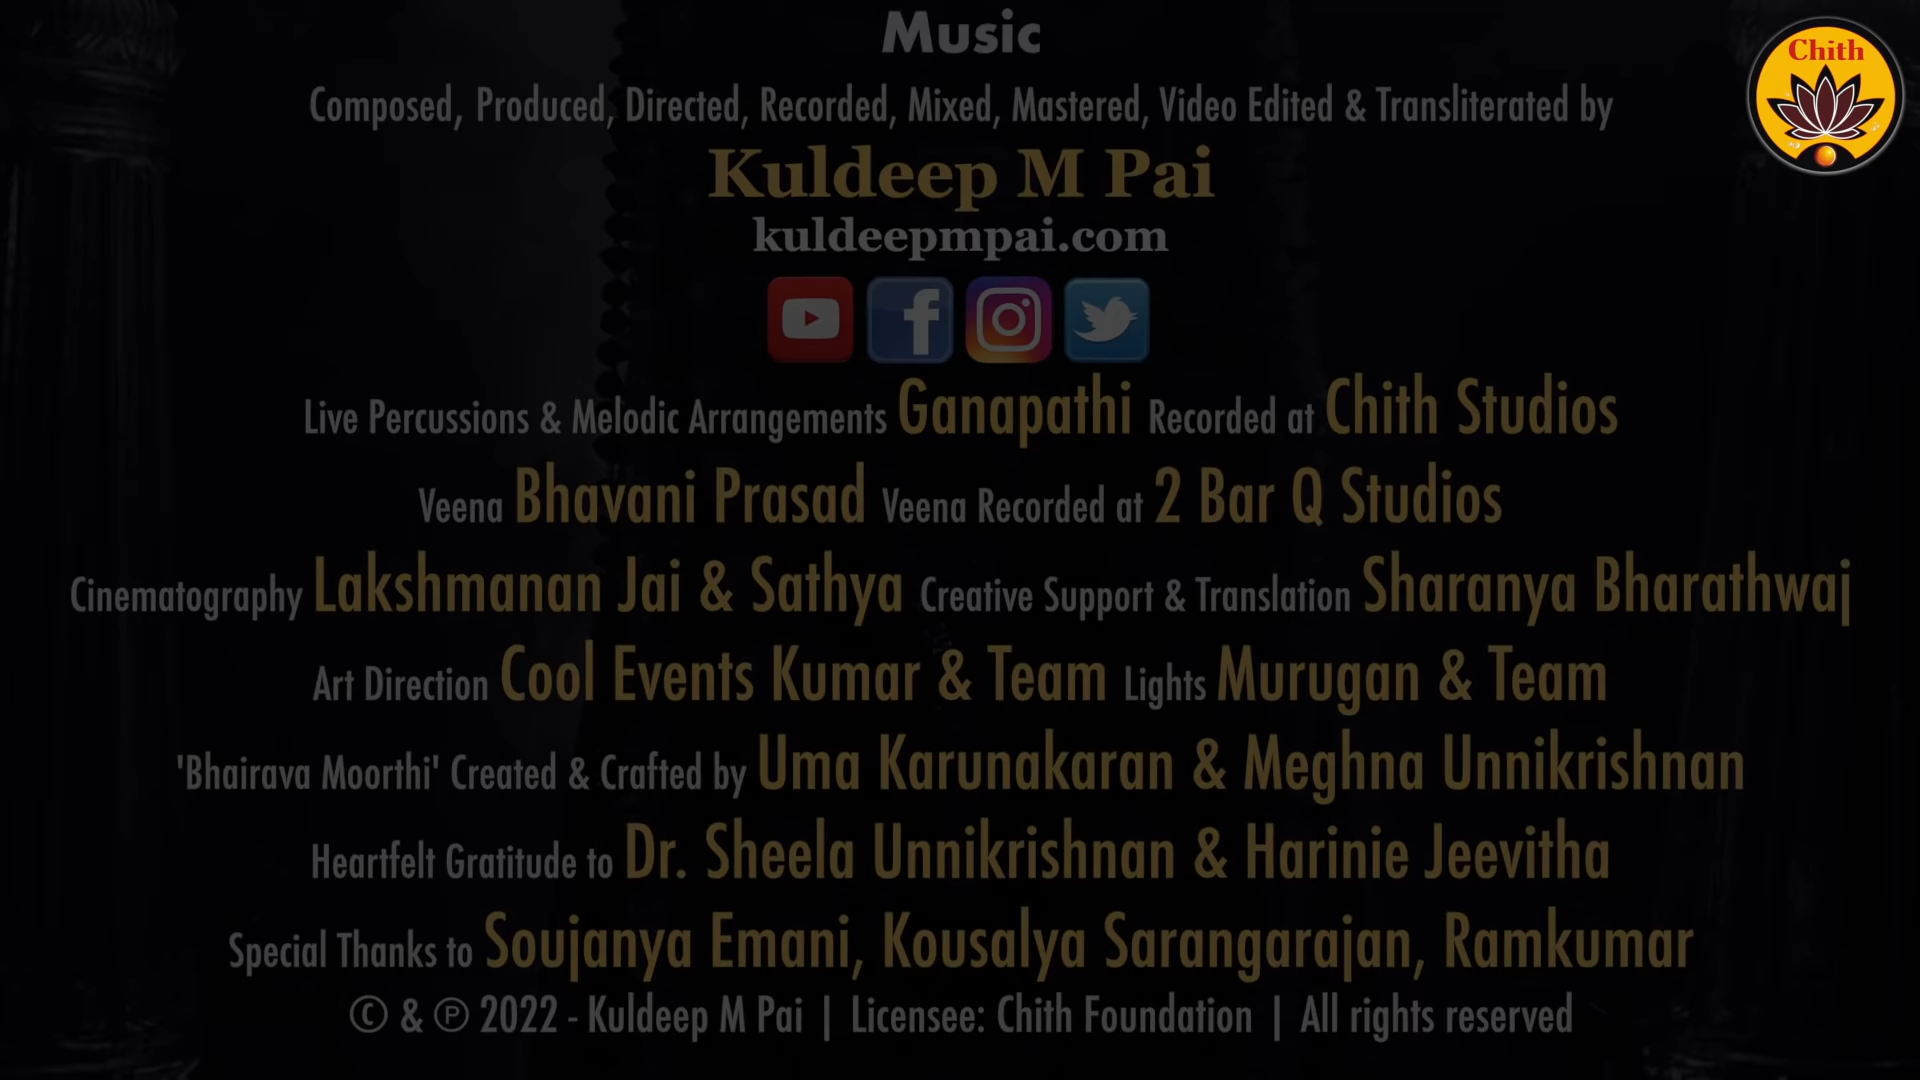 Music
Chith
Composed, Produced, Directed, Recorded, Mixed, Mastered, Video Edited & Transliterated by
Kuldeep M Pai
kuldeepmpai.com
Live Percussions & Melodic Arrangements Ganapathi Recorded at Chith Studios
Veena Bhavani Prasad Veena Recorded at 2 Bar Q Studios
Cinematography Lakshmanan Jai & Sathya Creative Support & Translation Sharanya Bharathwaj
Art Direction Cool Events Kumar & Team Lights Murugan & Team
'Bhairava Moorthi' Created & Crafted by Uma Karunakaran & Meghna Unnikrishnan
Heartfelt Gratitude to Dr. Sheela Unnikrishnan & Harinie Jeevitha
Special Thanks to Soujanya Emani, Kousalya Sarangarajan, Ramkumar
© & ℗ 2022 - Kuldeep M Pai | Licensee: Chith Foundation | All rights reserved